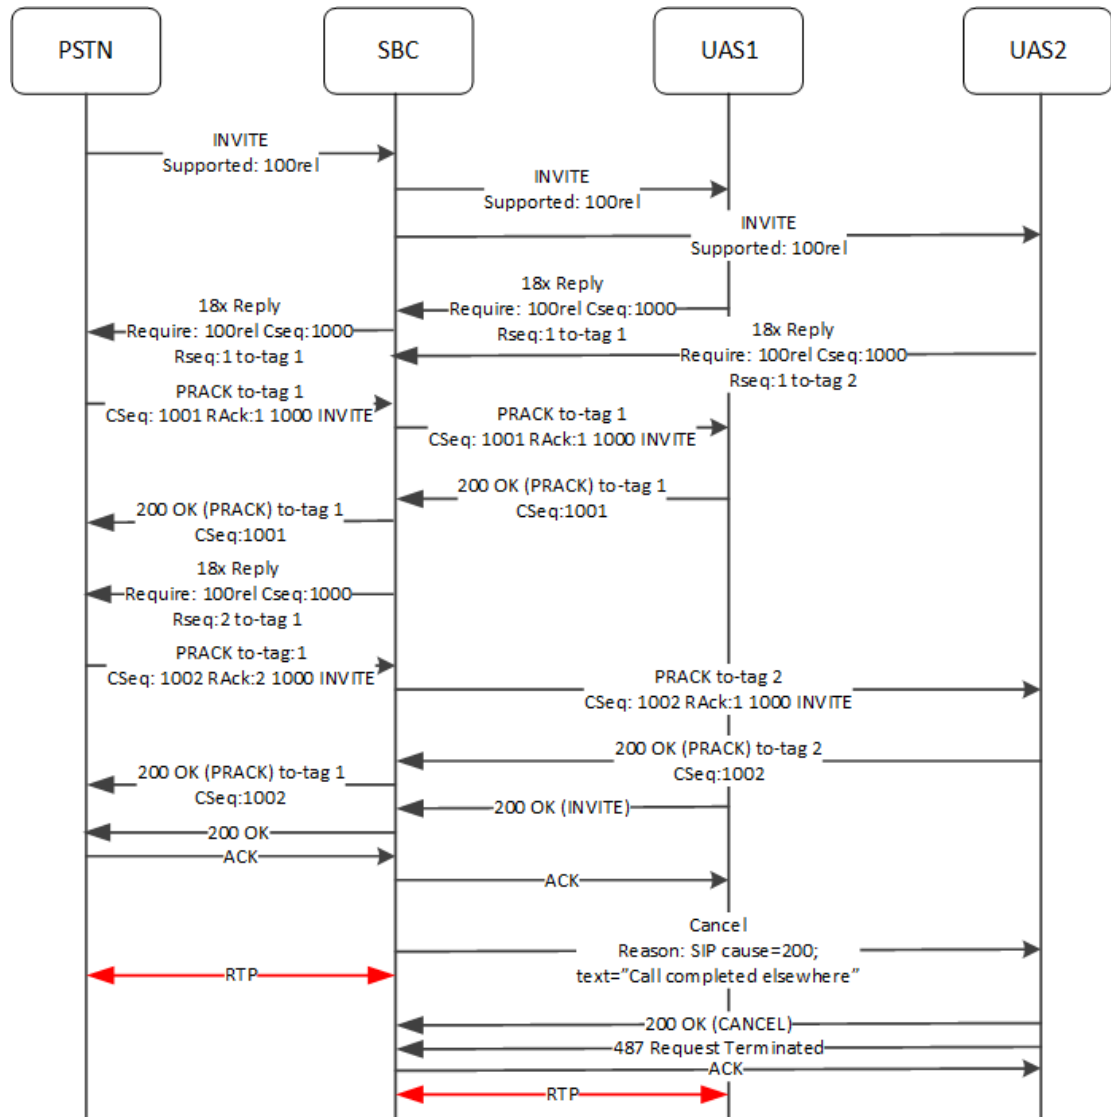 PSTN
SBC
UAS1
UAS2
INVITE
Supported: 100rel
INVITE
Supported: 100rel
INVITE
Supported: 100rel
18x Reply
Require: 100rel Cseq:1000
Rseq:1 to-tag 1
18x Reply
Require: 100rel Cseq:1000
Rseq:1 to-tag 1
18x Reply
Require: 100rel Cseq:1000
Rseq:1 to-tag 2
PRACK to-tag 1
CSeq: 1001 RAck:1 1000 INVITE
PRACK to-tag 1
CSeq: 1001 RAck:1 1000 INVITE
200 OK (PRACK) to-tag 1
CSeq:1001
200 OK (PRACK) to-tag 1
CSeq:1001
18x Reply
Require: 100rel Cseq:1000
Rseq:2 to-tag 1
PRACK to-tag:1
CSeq: 1002 RAck:2 1000 INVITE
PRACK to-tag 2
CSeq: 1002 RAck:1 1000 INVITE
200 OK (PRACK) to-tag 2
CSeq:1002
200 OK (PRACK) to-tag 1
CSeq:1002
200 OK (INVITE)
200 OK
ACK
ACK
Cancel
Reason: SIP cause=200;
text=”Call completed elsewhere”
RTP
200 OK (CANCEL)
487 Request Terminated
ACK
RTP